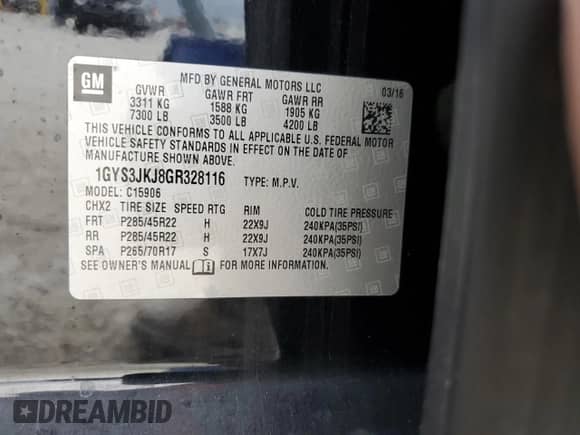 GM
MFD BY GENERAL MOTORS LLC
03/16
GVWR GAWR FRT GAWR RR
3311 KG 1588 KG 1905 KG
7300 LB 3500 LB 4200 LB
THIS VEHICLE CONFORMS TO ALL APPLICABLE U.S. FEDERAL MOTOR
VEHICLE SAFETY STANDARDS IN EFFECT ON THE DATE OF
MANUFACTURE SHOWN ABOVE.
1GYS3JKJ8GR328116 TYPE: M.P.V.
MODEL: C15906
CHX2 TIRE SIZE SPEED RTG RIM COLD TIRE PRESSURE
FRT P285/45R22 H 22X9J 240KPA(35PSI)
RR P285/45R22 H 22X9J 240KPA(35PSI)
SPA P265/70R17 S 17X7J 240KPA(35PSI)
SEE OWNER'S MANUAL FOR MORE INFORMATION.
DREAMBID